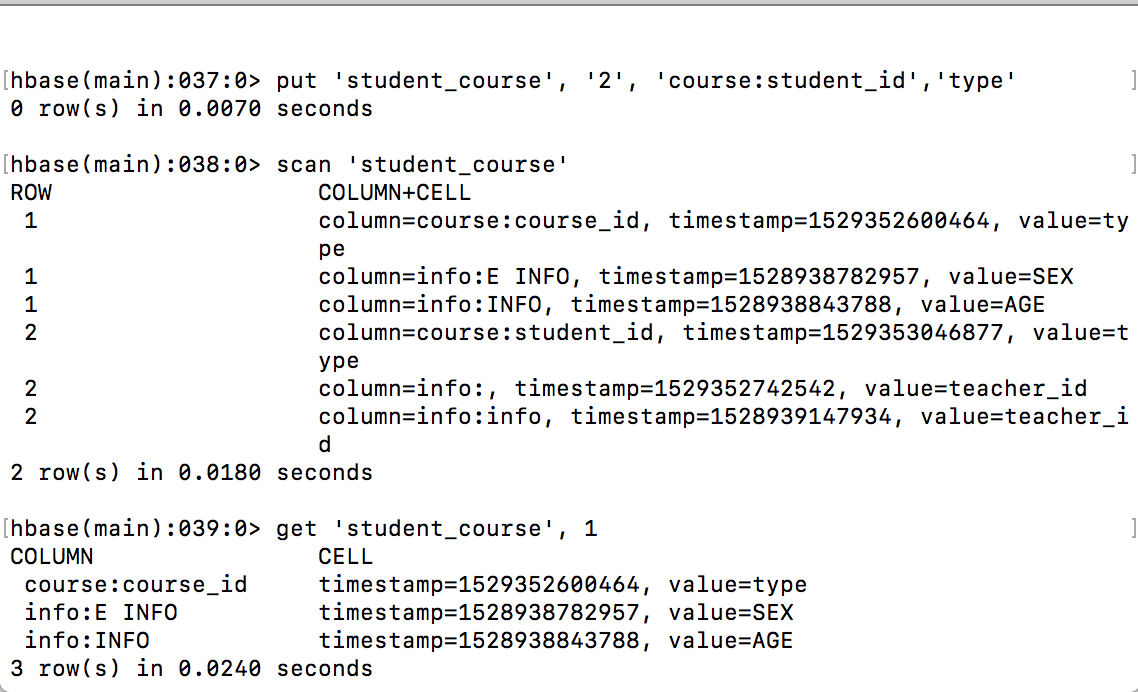 [hbase(main):037:0> put 'student_course', '2', 'course:student_id','type' ]
0 row(s) in 0.0070 seconds
[hbase(main):038:0> scan 'student_course' ]
ROW COLUMN+CELL
1 column=course:course_id, timestamp=1529352600464, value=ty
pe
1 column=info:E INFO, timestamp=1528938782957, value=SEX
1 column=info:INFO, timestamp=1528938843788, value=AGE
2 column=course:student_id, timestamp=1529353046877, value=t
ype
2 column=info:, timestamp=1529352742542, value=teacher_id
2 column=info:info, timestamp=1528939147934, value=teacher_i
d
2 row(s) in 0.0180 seconds
[hbase(main):039:0> get 'student_course', 1 ]
COLUMN CELL
course:course_id timestamp=1529352600464, value=type
info:E INFO timestamp=1528938782957, value=SEX
info:INFO timestamp=1528938843788, value=AGE
3 row(s) in 0.0240 seconds